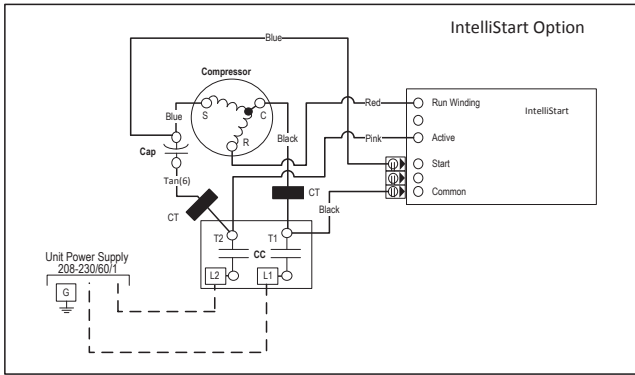 IntelliStart Option
Blue
Compressor
S
C
R
Blue
Cap
Tan(6)
CT
Black
CT
Black
Red
Pink
Run Winding
IntelliStart
Active
Start
Common
T2
T1
CC
L2
L1
Unit Power Supply
208-230/60/1
G